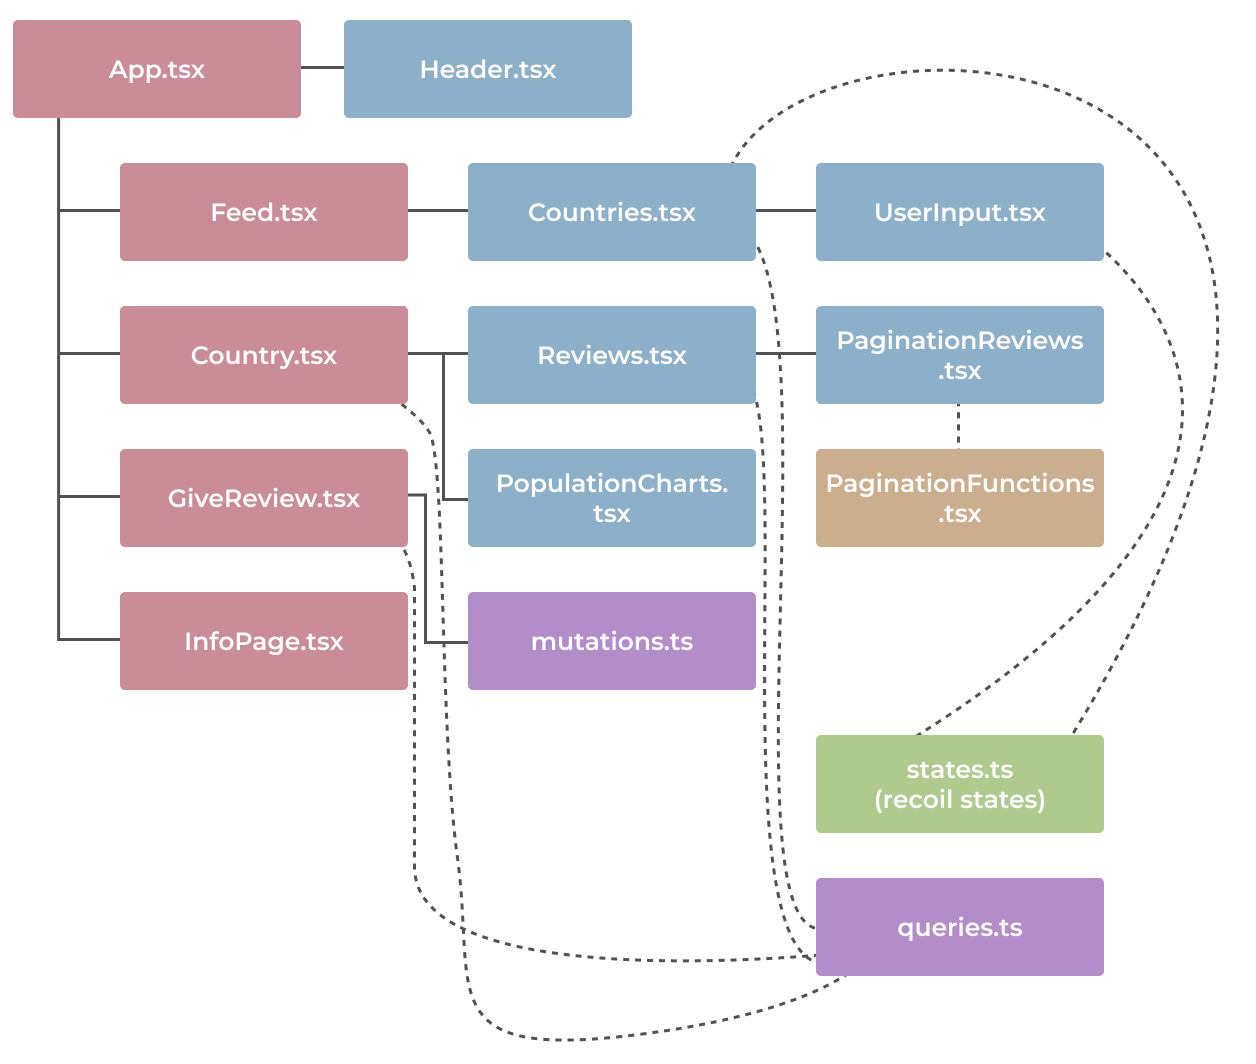 App.tsx
Header.tsx
Feed.tsx
Countries.tsx
UserInput.tsx
Country.tsx
Reviews.tsx
PaginationReviews
.tsx
GiveReview.tsx
PopulationCharts.
tsx
PaginationFunctions
.tsx
InfoPage.tsx
mutations.ts
states.ts
(recoil states)
queries.ts